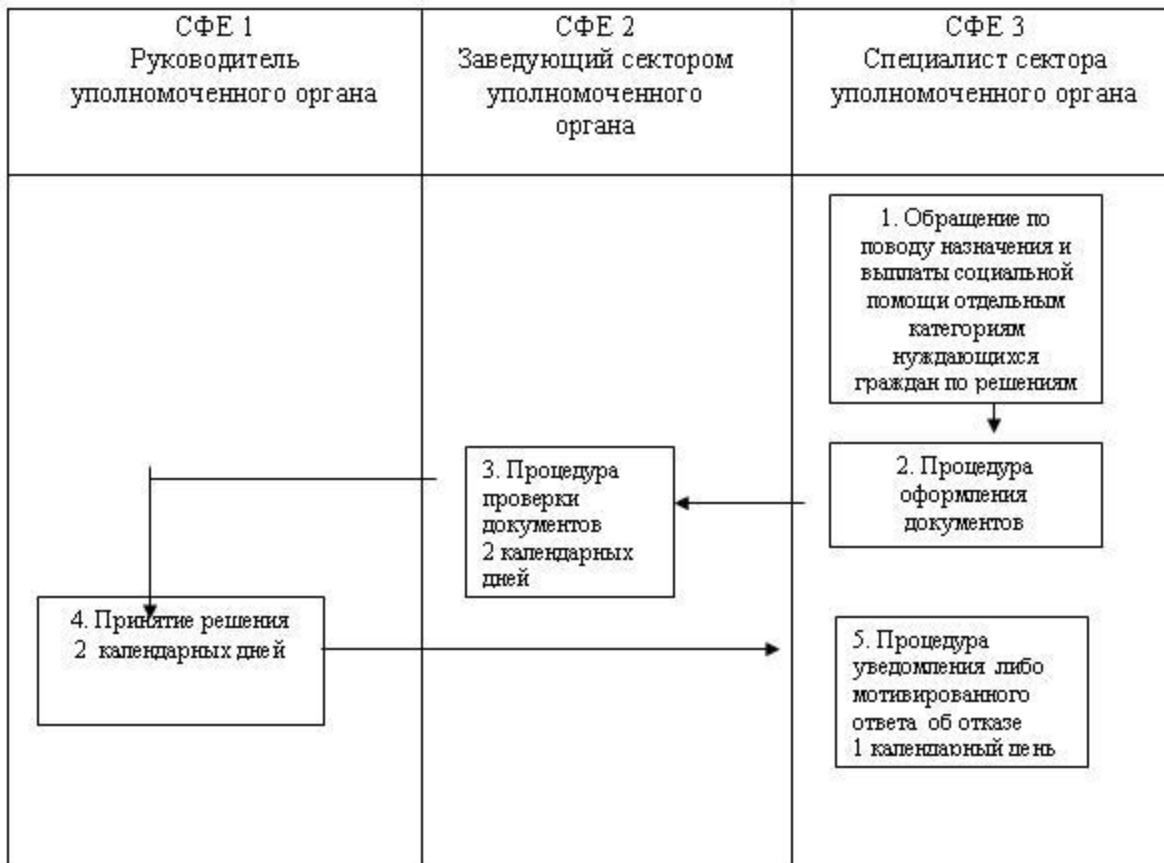 СФЕ 1
Руководитель
уполномоченного органа
СФЕ 2
Заведующий сектором
уполномоченного
органа
СФЕ 3
Специалист сектора
уполномоченного органа
1. Обращение по
поводу назначения и
выплаты социальной
помощи отдельным
категориям
нуждающихся
граждан по решениям
2. Процедура
оформления
документов
3. Процедура
проверки
документов
2 календарных
дней
4. Принятие решения
2 календарных дней
5. Процедура
уведомления либо
мотивированного
ответа об отказе
1 календарный день